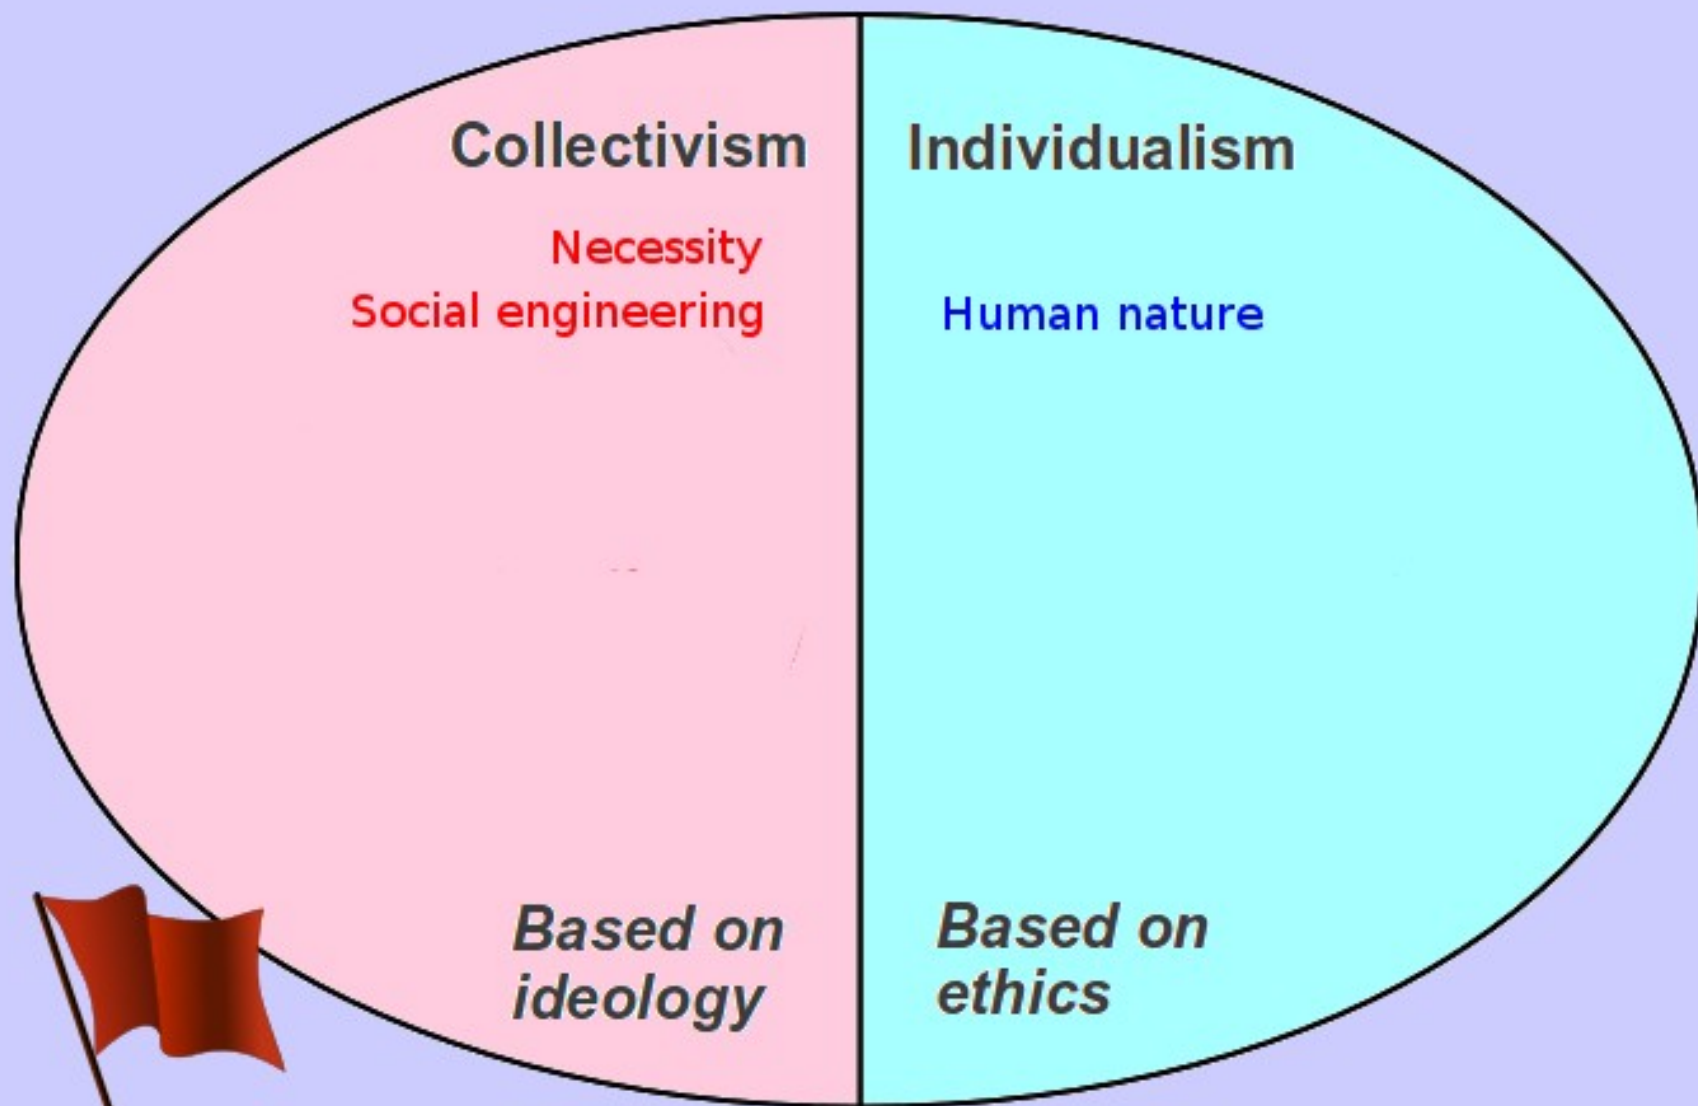 Collectivism
Individualism
Necessity
Social engineering
Human nature
Based on
ideology
Based on
ethics